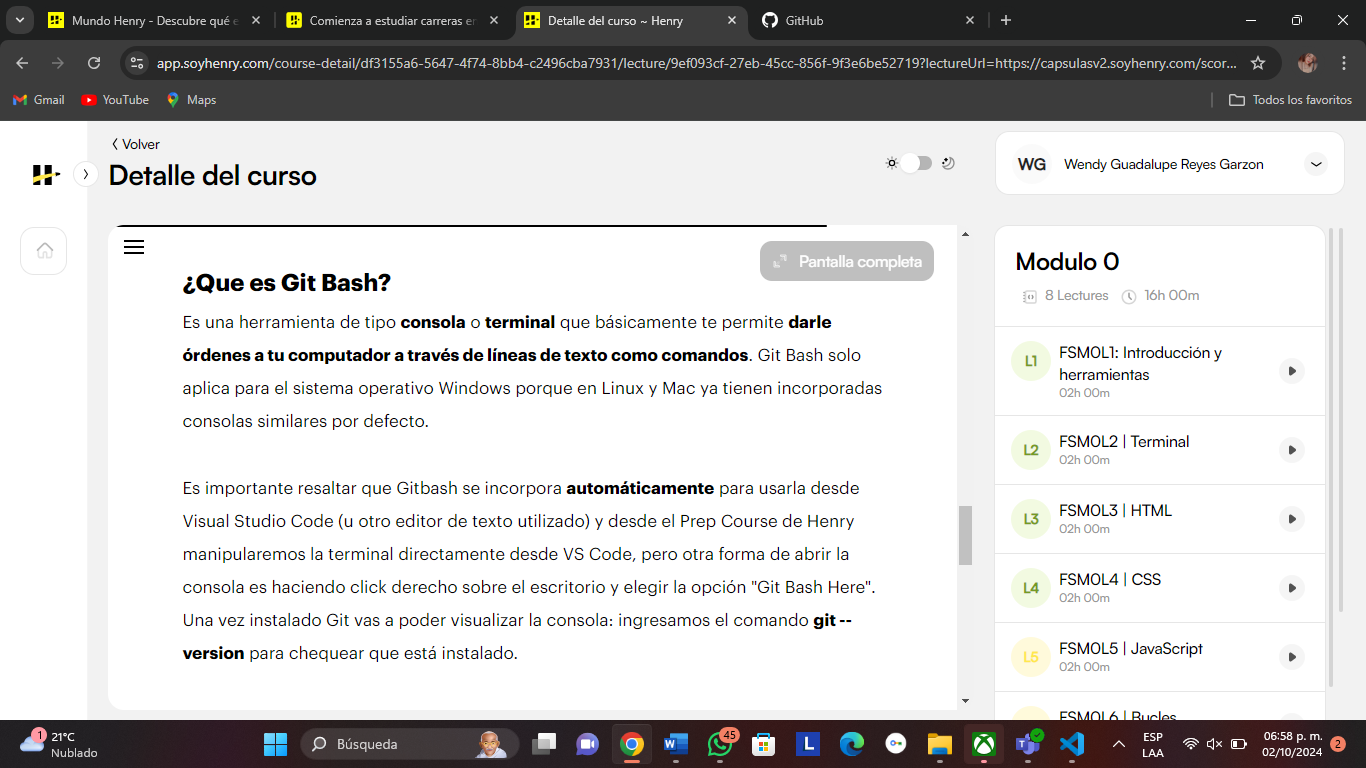 Mundo Henry - Descubre qué e
Comienza a estudiar carreras en
Detalle del curso ~ Henry
GitHub
app.soyhenry.com/course-detail/df3155a6-5647-4f74-8bb4-c2496cba7931/lecture/9ef093cf-27eb-45cc-856f-9f3e6be52719?lectureUrl=https://capsulasv2.soyhenry.com/scor...
Gmail
YouTube
Maps
Todos los favoritos
Volver
Detalle del curso
WG
Wendy Guadalupe Reyes Garzon
Pantalla completa
¿Que es Git Bash?
Es una herramienta de tipo consola o terminal que básicamente te permite darle
órdenes a tu computador a través de líneas de texto como comandos. Git Bash solo
aplica para el sistema operativo Windows porque en Linux y Mac ya tienen incorporadas
consolas similares por defecto.
Es importante resaltar que Gitbash se incorpora automáticamente para usarla desde
Visual Studio Code (u otro editor de texto utilizado) y desde el Prep Course de Henry
manipularemos la terminal directamente desde VS Code, pero otra forma de abrir la
consola es haciendo click derecho sobre el escritorio y elegir la opción "Git Bash Here".
Una vez instalado Git vas a poder visualizar la consola: ingresamos el comando git --
version para chequear que está instalado.
Modulo 0
8 Lectures
16h 00m
L1
FSM0L1: Introducción y
herramientas
02h 00m
L2
FSM0L2 | Terminal
02h 00m
L3
FSM0L3 | HTML
02h 00m
L4
FSM0L4 | CSS
02h 00m
L5
FSM0L5 | JavaScript
02h 00m
FSM0L6 | Bucles
1
21°C
Nublado
Búsqueda
45
L
ESP
LAA
06:58 p. m.
02/10/2024
2